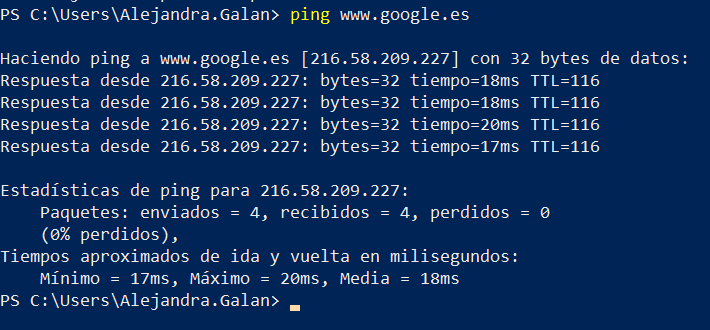 PS C:\Users\Alejandra.Galan> ping www.google.es
Haciendo ping a www.google.es [216.58.209.227] con 32 bytes de datos:
Respuesta desde 216.58.209.227: bytes=32 tiempo=18ms TTL=116
Respuesta desde 216.58.209.227: bytes=32 tiempo=18ms TTL=116
Respuesta desde 216.58.209.227: bytes=32 tiempo=20ms TTL=116
Respuesta desde 216.58.209.227: bytes=32 tiempo=17ms TTL=116
Estadísticas de ping para 216.58.209.227:
    Paquetes: enviados = 4, recibidos = 4, perdidos = 0
    (0% perdidos),
Tiempos aproximados de ida y vuelta en milisegundos:
    Mínimo = 17ms, Máximo = 20ms, Media = 18ms
PS C:\Users\Alejandra.Galan>